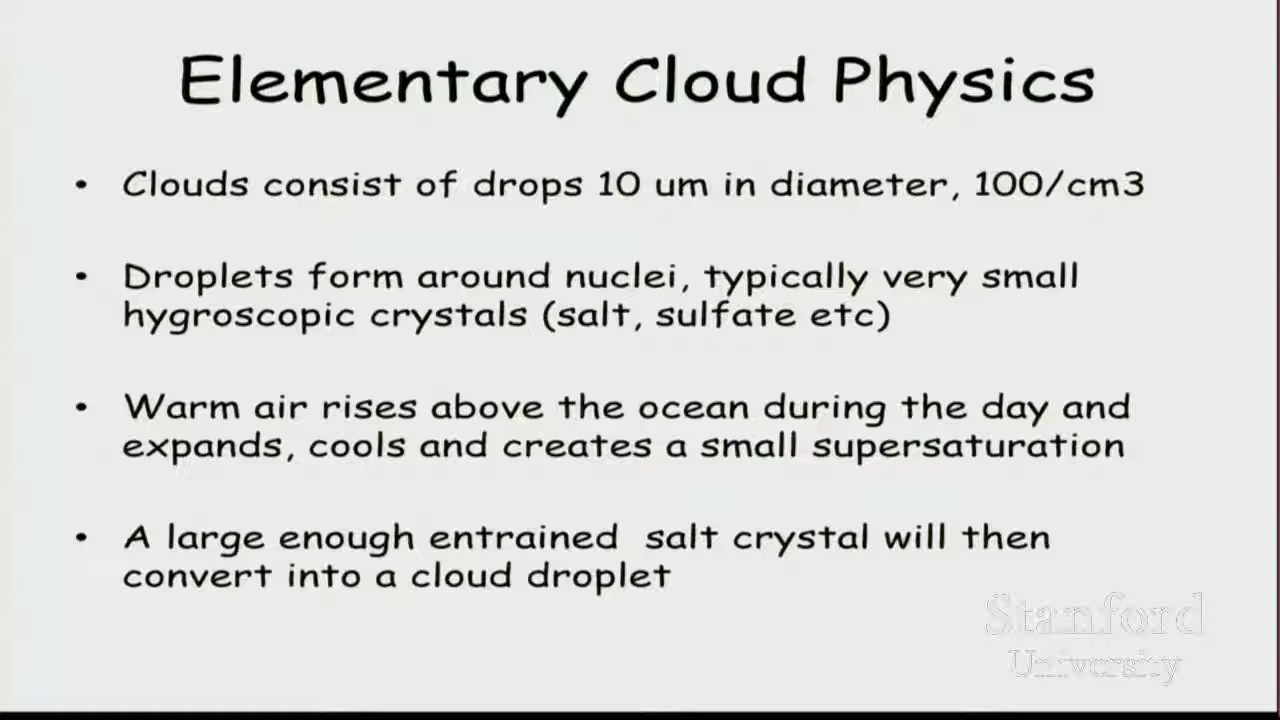 Elementary Cloud Physics
• Clouds consist of drops 10 um in diameter, 100/cm3
• Droplets form around nuclei, typically very small
hygroscopic crystals (salt, sulfate etc)
• Warm air rises above the ocean during the day and
expands, cools and creates a small supersaturation
• A large enough entrained salt crystal will then
convert into a cloud droplet
Stanford
University